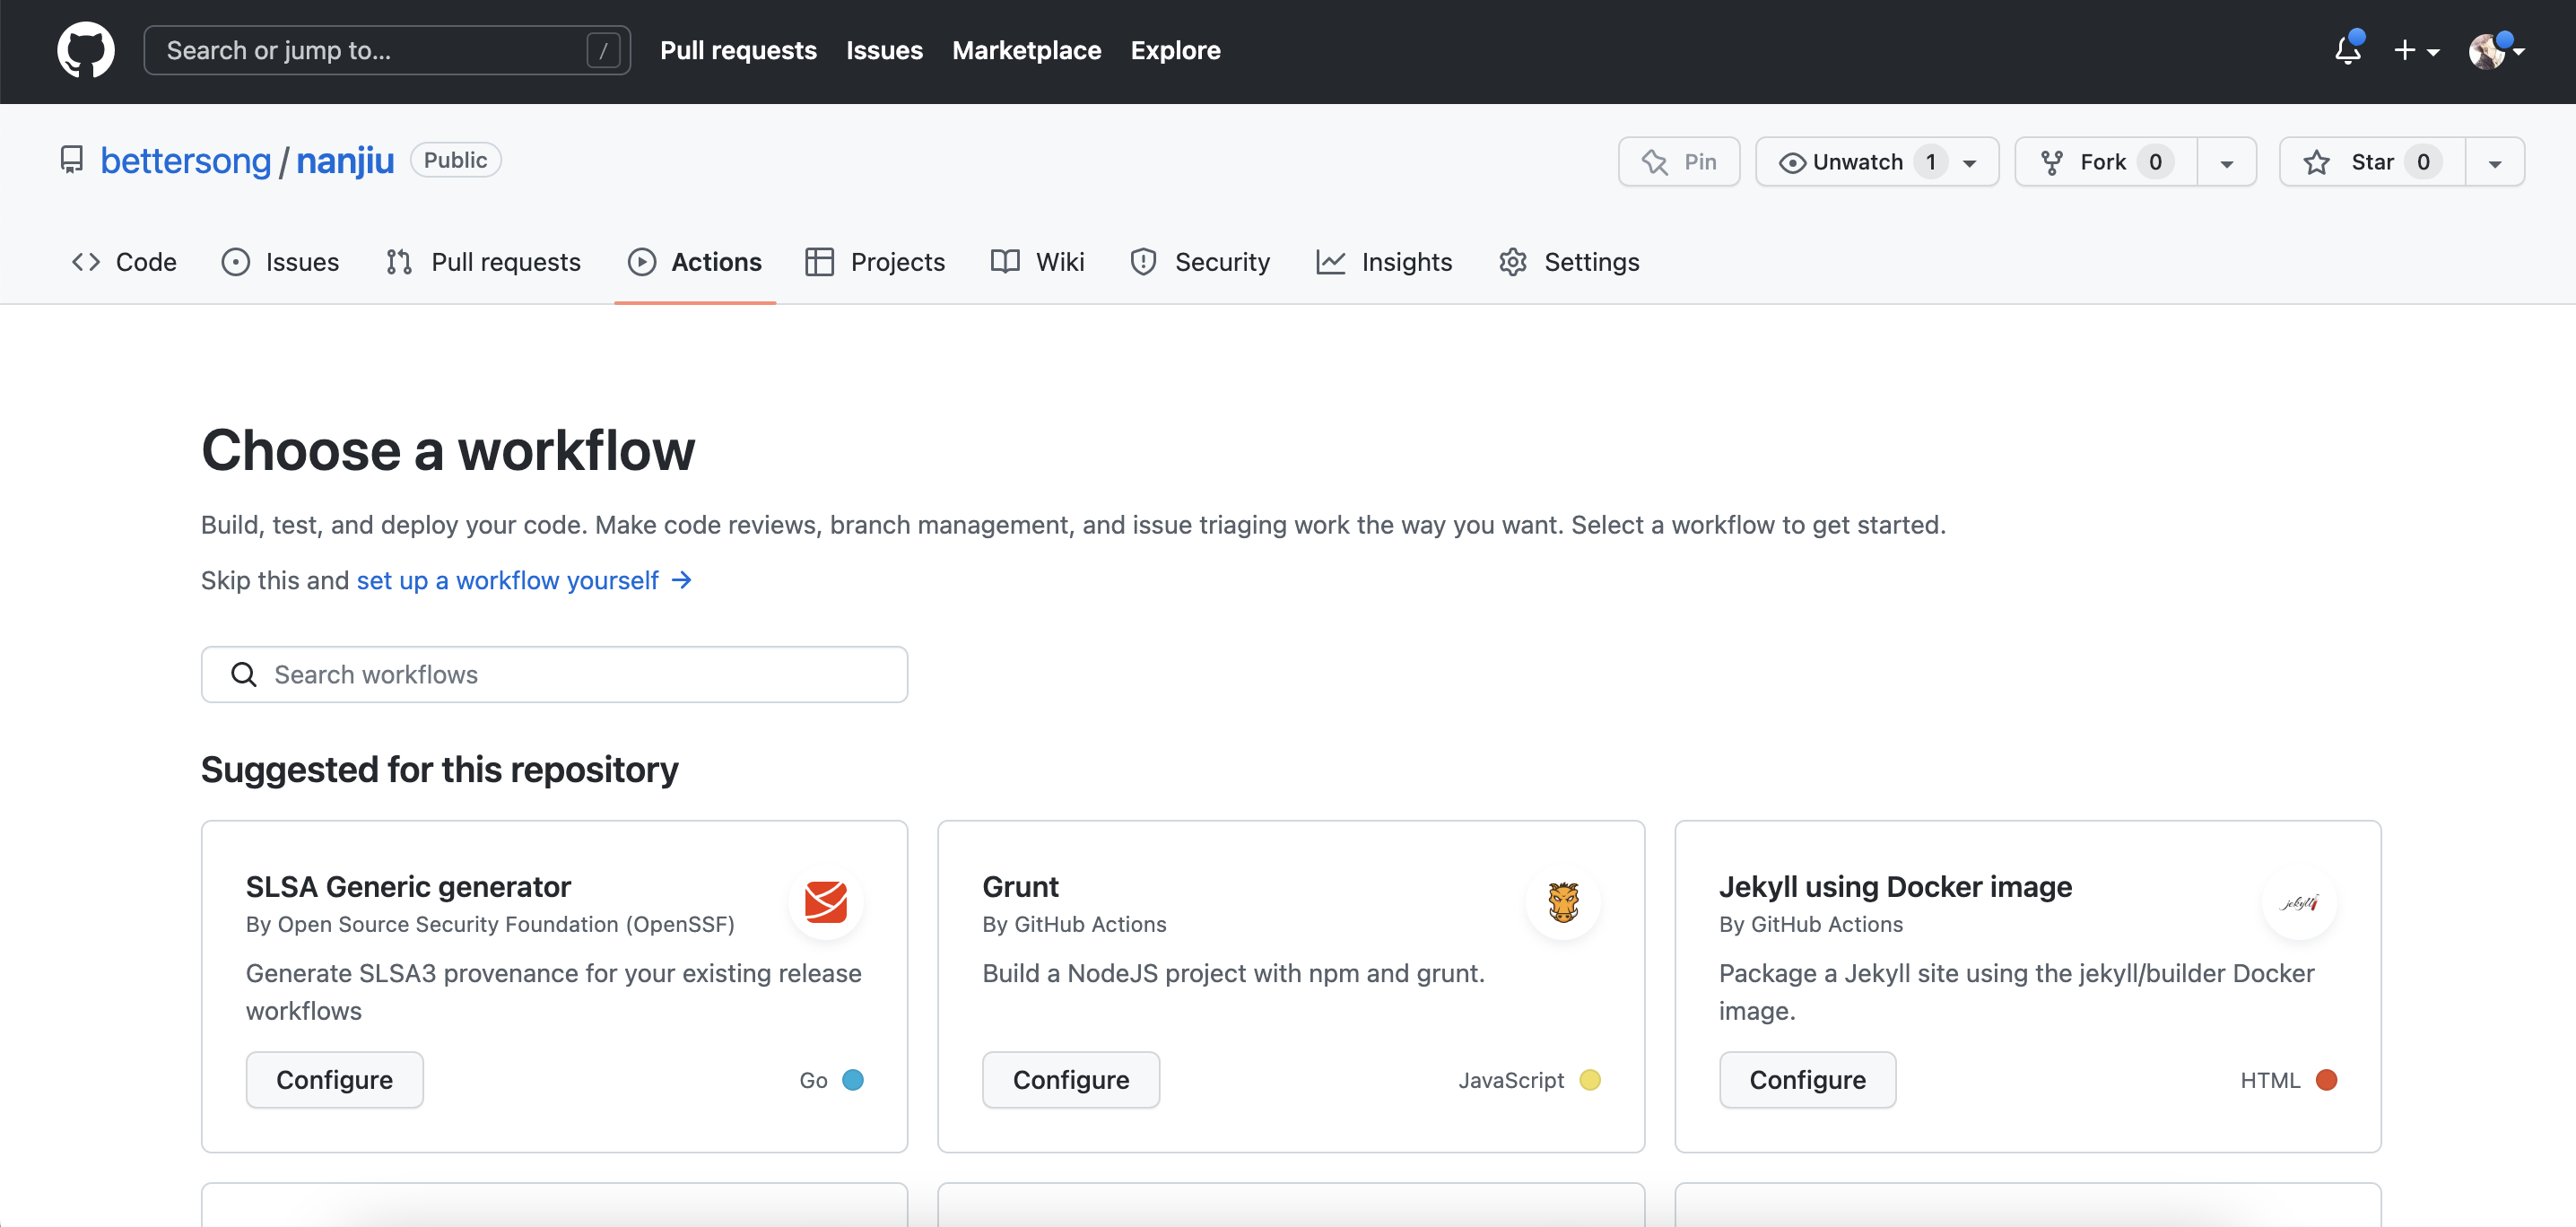 Search or jump to... / Pull requests Issues Marketplace Explore
bettersong / nanjiu Public Pin Unwatch 1 Fork 0 Star 0
Code Issues Pull requests Actions Projects Wiki Security Insights Settings
Choose a workflow
Build, test, and deploy your code. Make code reviews, branch management, and issue triaging work the way you want. Select a workflow to get started.
Skip this and set up a workflow yourself →
Search workflows
Suggested for this repository
SLSA Generic generator
By Open Source Security Foundation (OpenSSF)
Generate SLSA3 provenance for your existing release
workflows
Configure Go
Grunt
By GitHub Actions
Build a NodeJS project with npm and grunt.
Configure JavaScript
Jekyll using Docker image
By GitHub Actions
jekyll
Package a Jekyll site using the jekyll/builder Docker
image.
Configure HTML